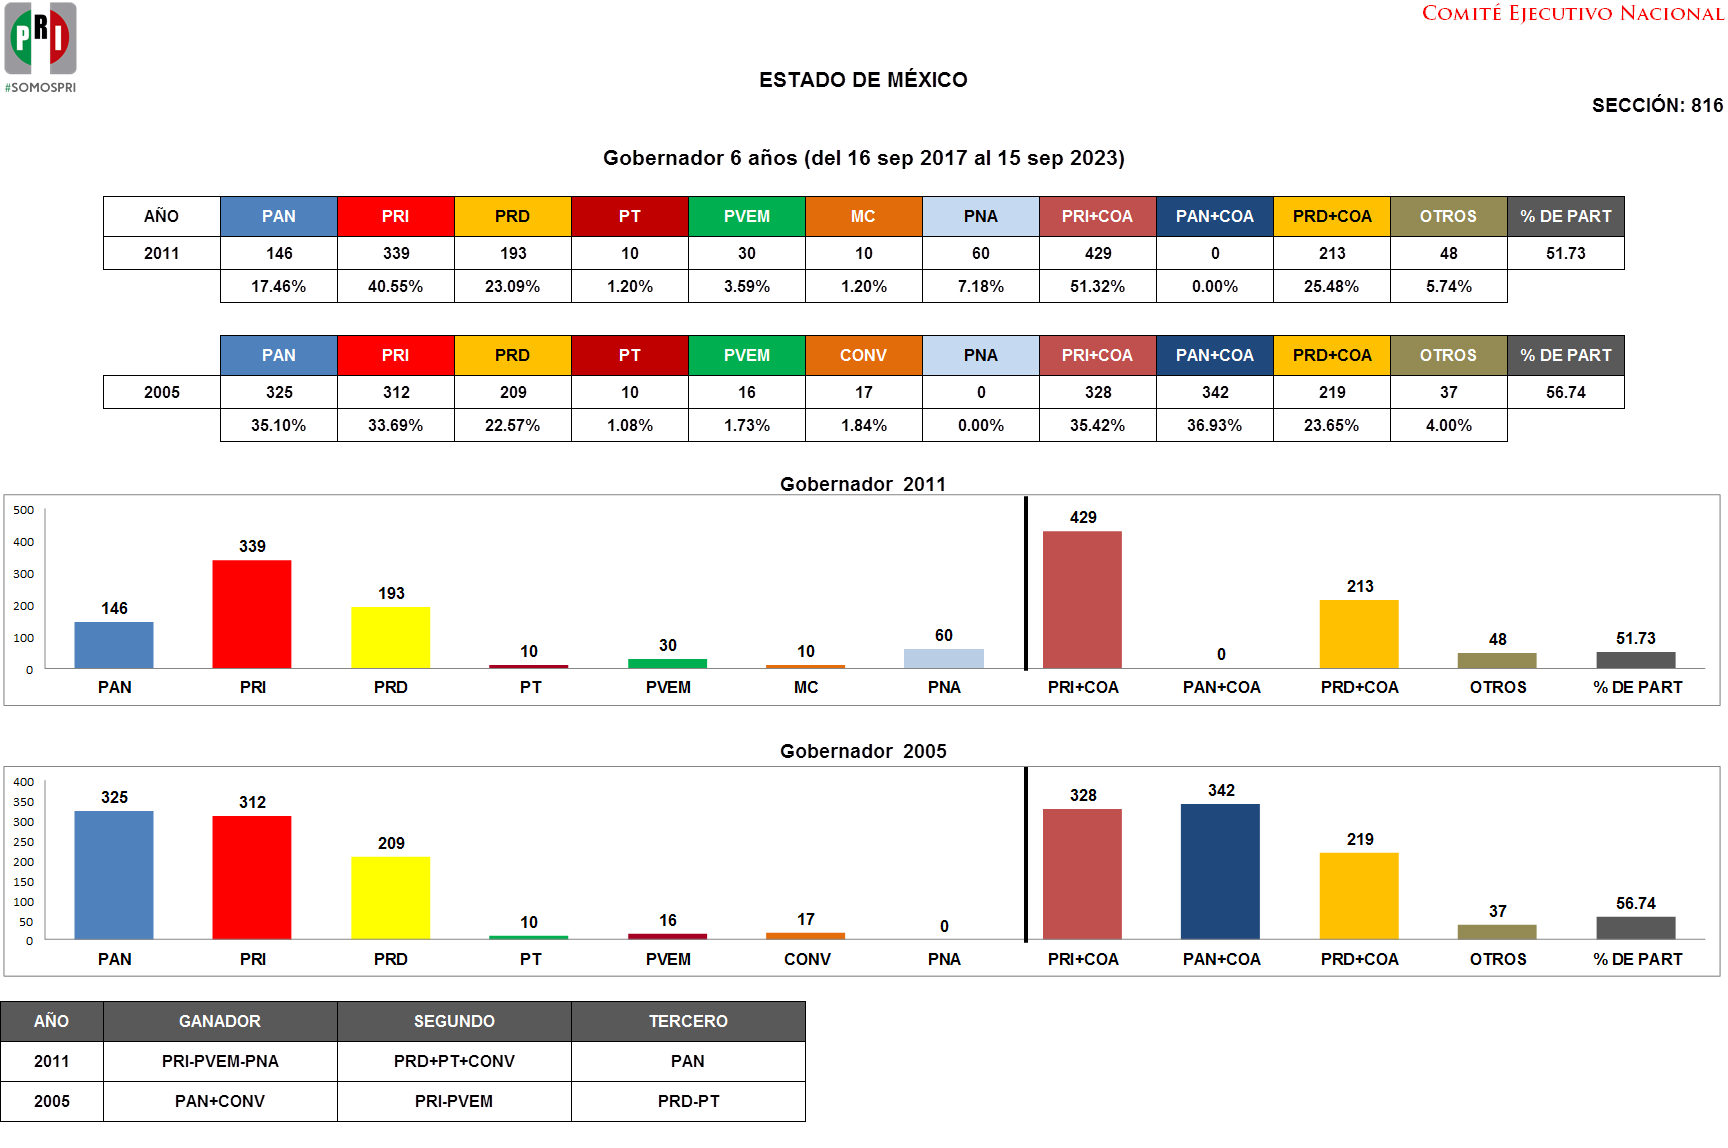 PRI
#SOMOSPRI
COMITÉ EJECUTIVO NACIONAL
ESTADO DE MÉXICO
SECCIÓN: 816
Gobernador 6 años (del 16 sep 2017 al 15 sep 2023)
AÑO PAN PRI PRD PT PVEM MC PNA PRI+COA PAN+COA PRD+COA OTROS % DE PART
2011 146 339 193 10 30 10 60 429 0 213 48 51.73
17.46% 40.55% 23.09% 1.20% 3.59% 1.20% 7.18% 51.32% 0.00% 25.48% 5.74%
PAN PRI PRD PT PVEM CONV PNA PRI+COA PAN+COA PRD+COA OTROS % DE PART
2005 325 312 209 10 16 17 0 328 342 219 37 56.74
35.10% 33.69% 22.57% 1.08% 1.73% 1.84% 0.00% 35.42% 36.93% 23.65% 4.00%
Gobernador 2011
500
400
300
200
100
0
146 339 193 10 30 10 60 429 0 213 48 51.73
PAN PRI PRD PT PVEM MC PNA PRI+COA PAN+COA PRD+COA OTROS % DE PART
Gobernador 2005
400
350
300
250
200
150
100
50
0
325 312 209 10 16 17 0 328 342 219 37 56.74
PAN PRI PRD PT PVEM CONV PNA PRI+COA PAN+COA PRD+COA OTROS % DE PART
AÑO GANADOR SEGUNDO TERCERO
2011 PRI-PVEM-PNA PRD+PT+CONV PAN
2005 PAN+CONV PRI-PVEM PRD-PT